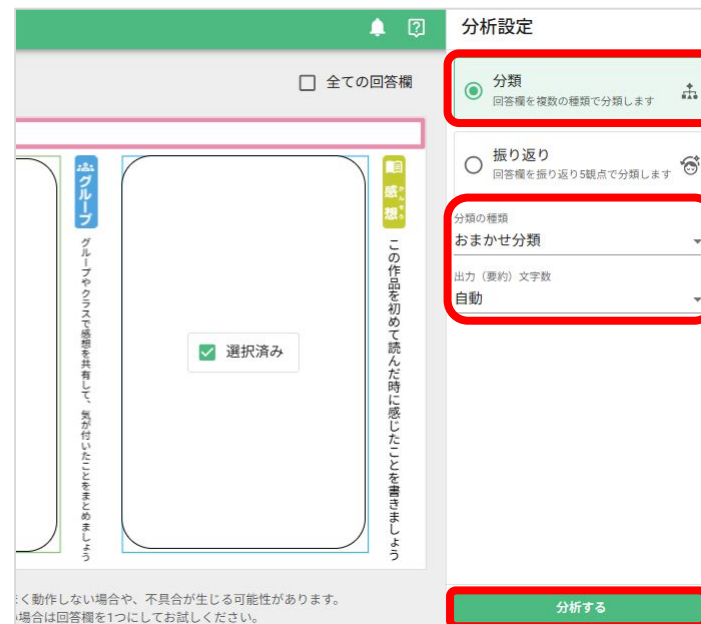 分析設定
全ての回答欄
分類
回答欄を複数の種類で分類します
振り返り
回答欄を振り返り5観点で分類します
分類の種類
おまかせ分類
出力（要約）文字数
自動
感想
かんそう
この作品を初めて読んだ時に感じたことを書きましょう
選択済み
グループ
グループやクラスで感想を共有して、気が付いたことをまとめましょう
く動作しない場合や、不具合が生じる可能性があります。
場合は回答欄を1つにしてお試しください。
分析する